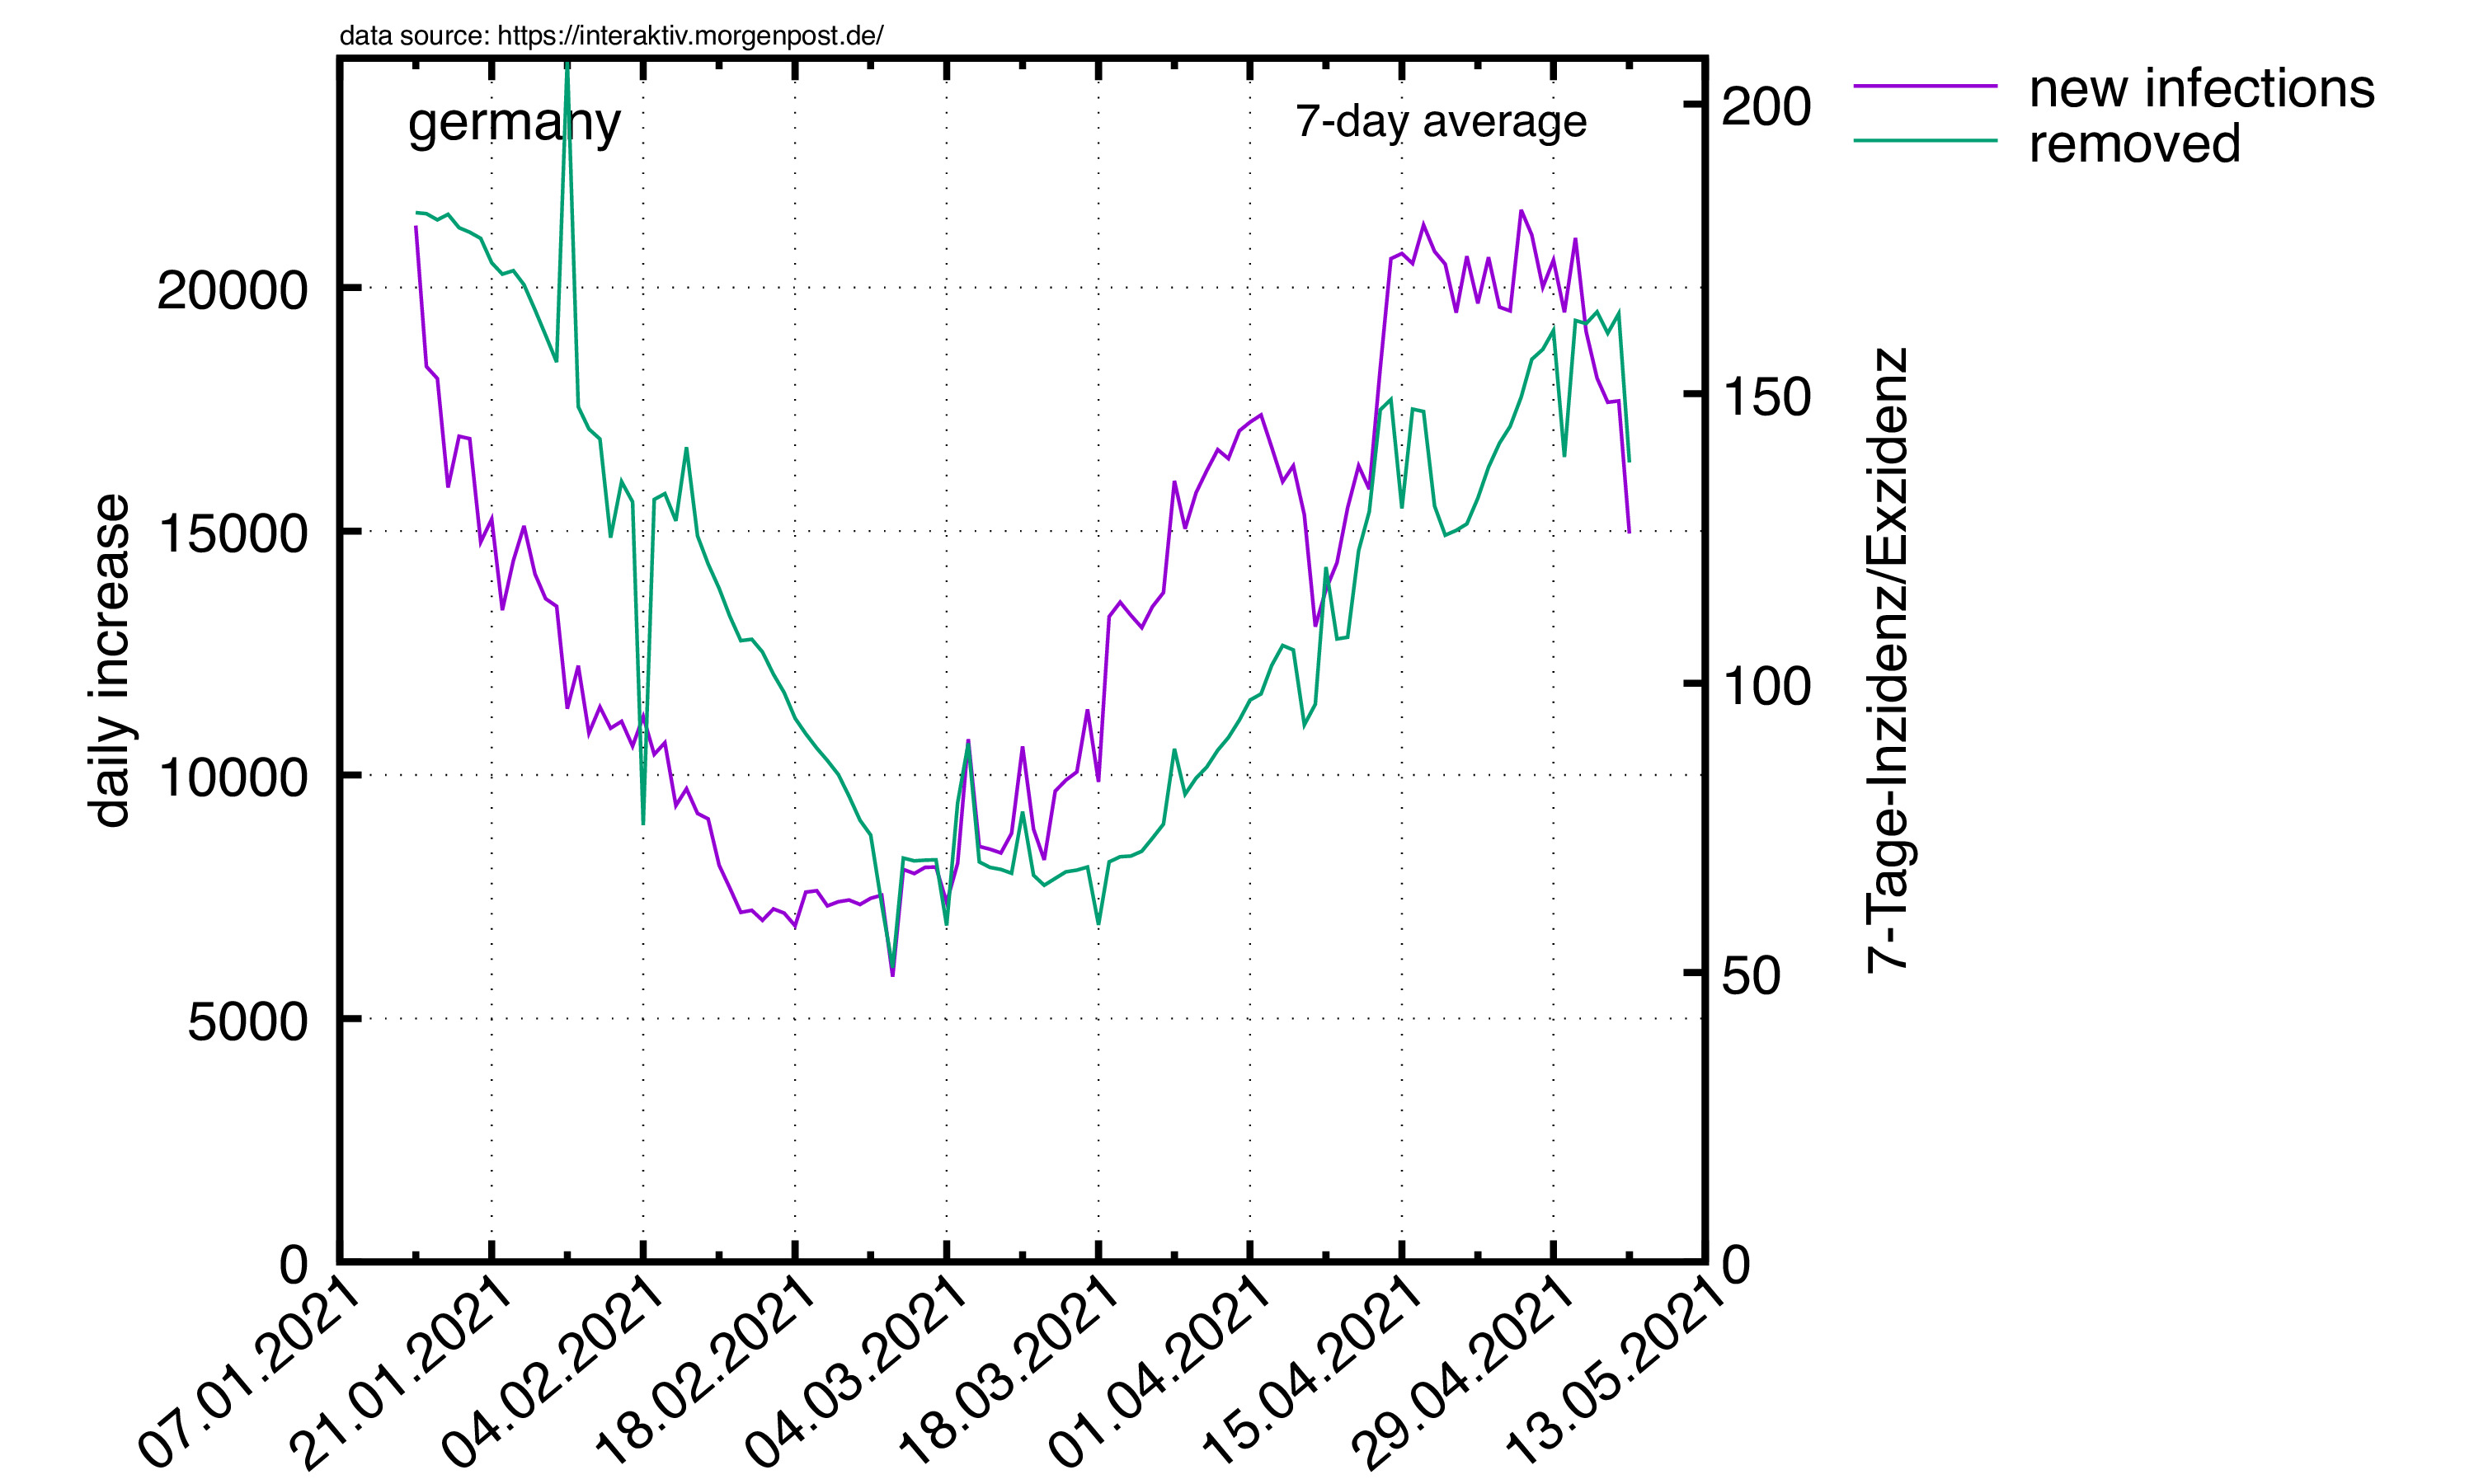 data source: https://interaktiv.morgenpost.de/
germany
7-day average
new infections
removed
daily increase
20000
15000
10000
5000
0
200
150
100
50
0
7-Tage-Inzidenz/Exzidenz
07.01.2021
21.01.2021
04.02.2021
18.02.2021
04.03.2021
18.03.2021
01.04.2021
15.04.2021
29.04.2021
13.05.2021